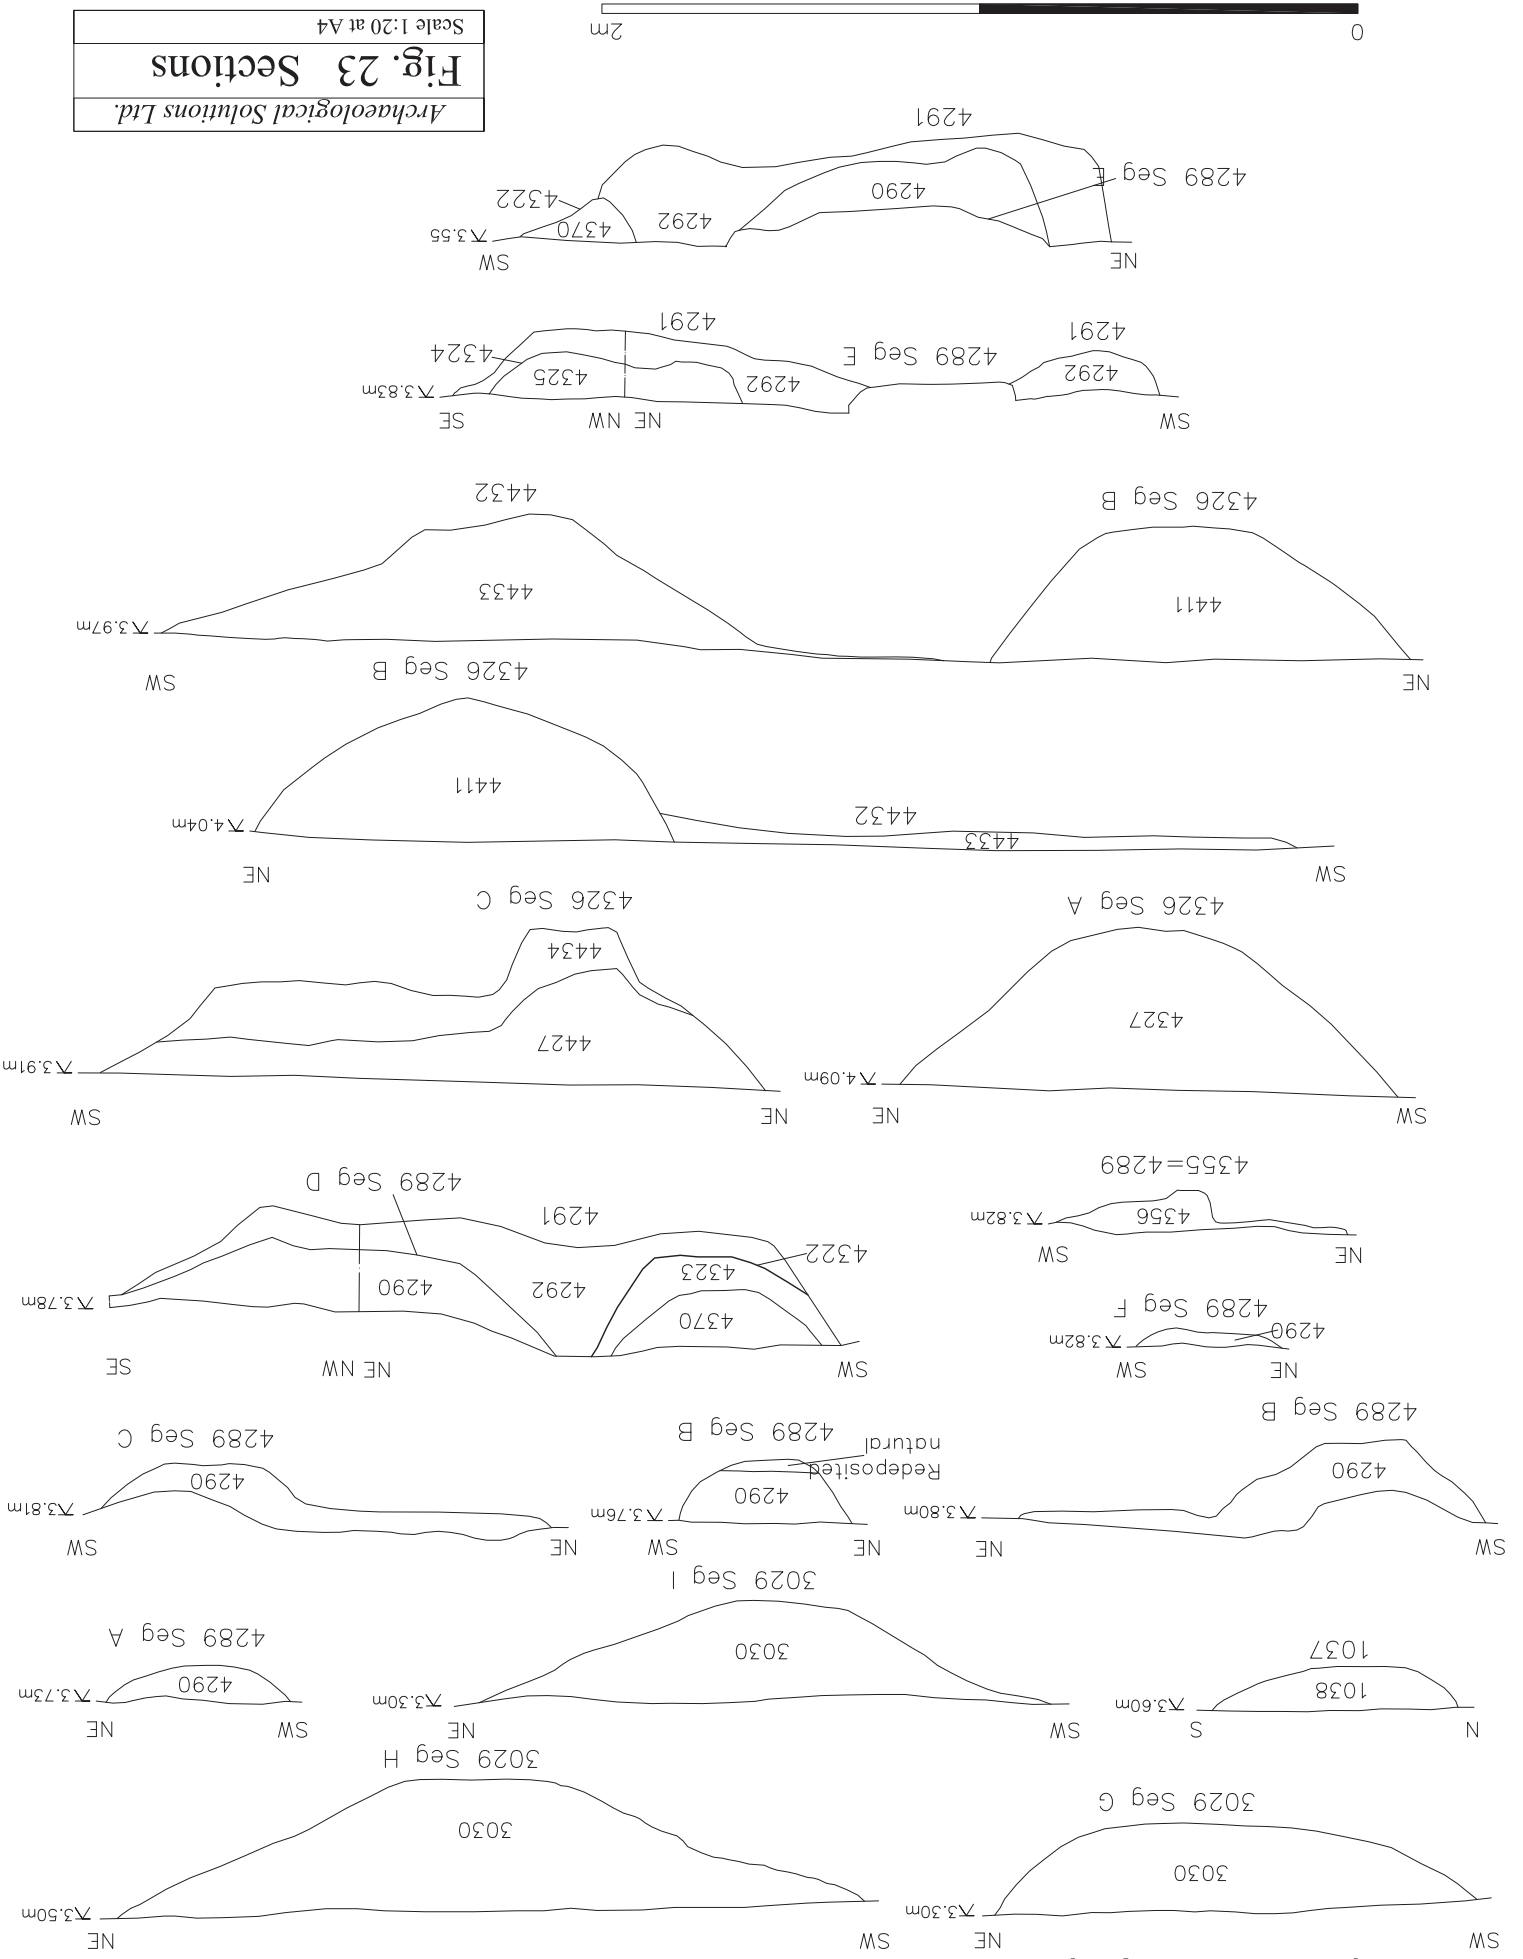 SW NE SW NE
3.30m 3.50m
3030 3030
3029 Seg G 3029 Seg H
N S SW NE SW NE
3.60m 3.30m 3.73m
1038 3030 4290
1037 3029 Seg I 4289 Seg A
SW NE NE SW NE SW
3.80m 3.76m 3.81m
4290 4290 4290
Redeposited
natural
4289 Seg B 4289 Seg B 4289 Seg C
NE SW SW NE NW SE
3.82m 3.78m
4290 4370 4290
4289 Seg F 4323 4292
4322
NE SW
3.82m
4356 4291 4289 Seg D
4355=4289
SW NE NE SW
4.09m 3.91m
4327 4427
4434
4326 Seg A 4326 Seg C
SW NE
4.04m
4433 4411
4432
4326 Seg B
NE SW
3.97m
4411 4433
4326 Seg B 4432
SW NE NW SE
3.83m
4292 4292 4325
4324
4291 4289 Seg E 4291
NE SW
3.55
4292 4370
4290 4322
4289 Seg E
4291
Archaeological Solutions Ltd.
Fig. 23 Sections
Scale 1:20 at A4
0 2m